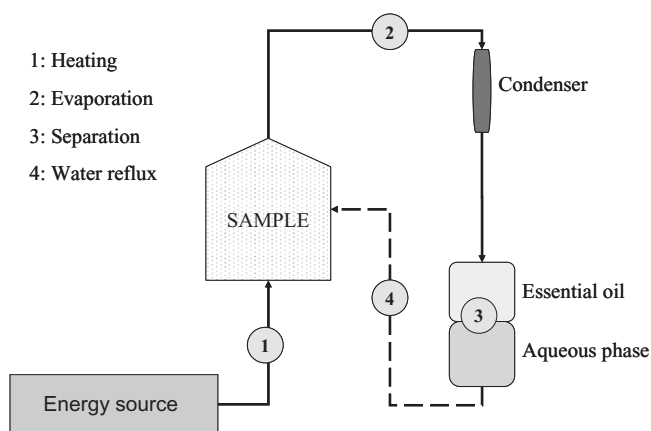 1: Heating
2: Evaporation
3: Separation
4: Water reflux
2
Condenser
SAMPLE
4
Essential oil
3
Aqueous phase
1
Energy source